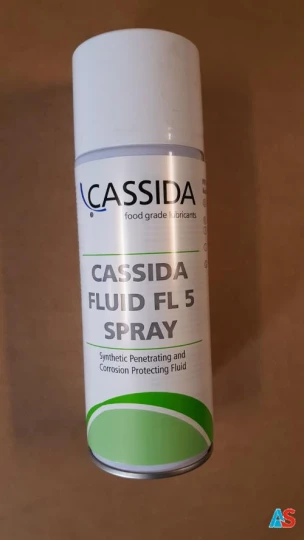 CASSIDA
®
food grade lubricants
CASSIDA
FLUID FL 5
SPRAY
Synthetic Penetrating and
Corrosion Protecting Fluid
AS